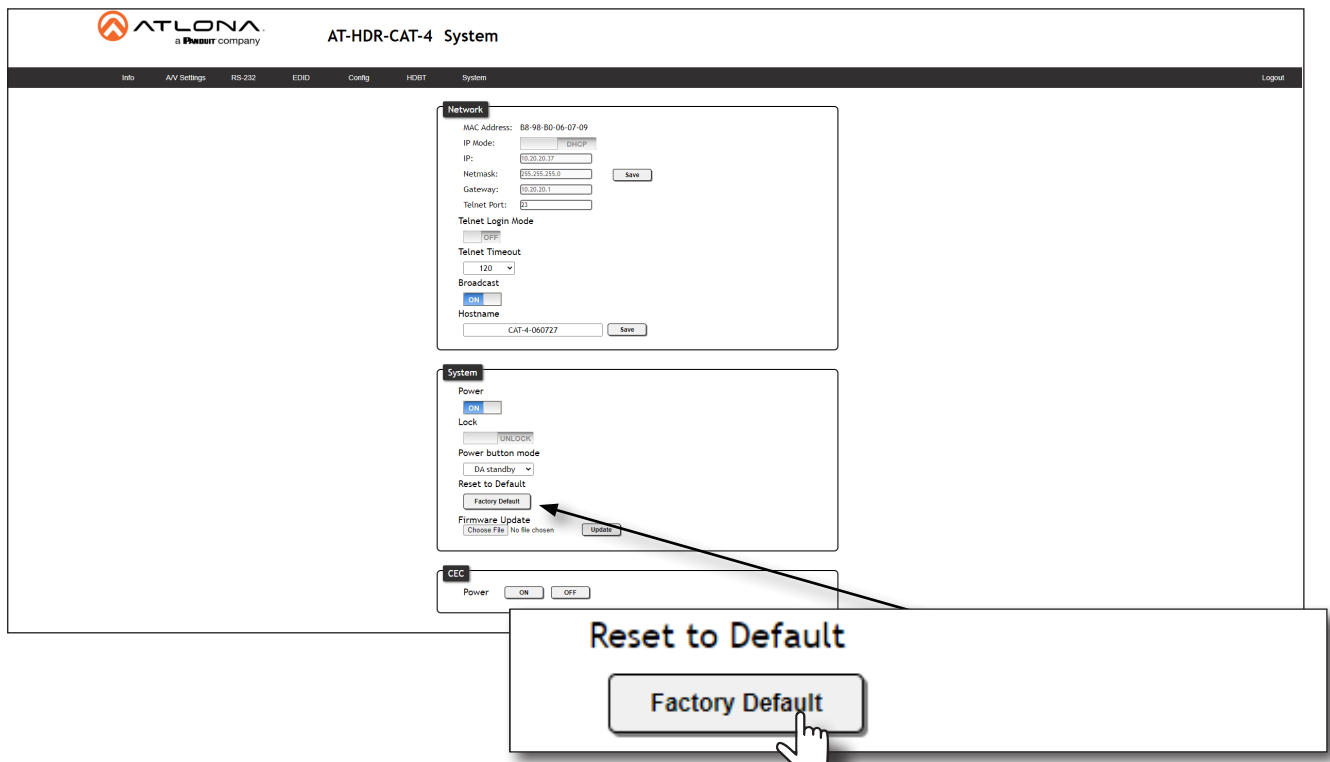 ATLONA.
a PANDUIT company
AT-HDR-CAT-4 System
Info A/V Settings RS-232 EDID Config HDBT System Logout
Network
MAC Address: B8-98-B0-06-07-09
IP Mode: DHCP
IP: 10.20.20.37
Netmask: 255.255.255.0 Save
Gateway: 10.20.20.1
Telnet Port: 23
Telnet Login Mode
OFF
Telnet Timeout
120
Broadcast
ON
Hostname
CAT-4-060727 Save
System
Power
ON
Lock
UNLOCK
Power button mode
DA standby
Reset to Default
Factory Default
Firmware Update
Choose File No file chosen Update
CEC
Power ON OFF
Reset to Default
Factory Default